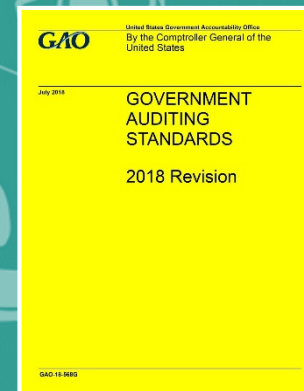 GAO
United States Government Accountability Office
By the Comptroller General of the
United States
July 2018
GOVERNMENT
AUDITING
STANDARDS
2018 Revision
GAO-18-568G